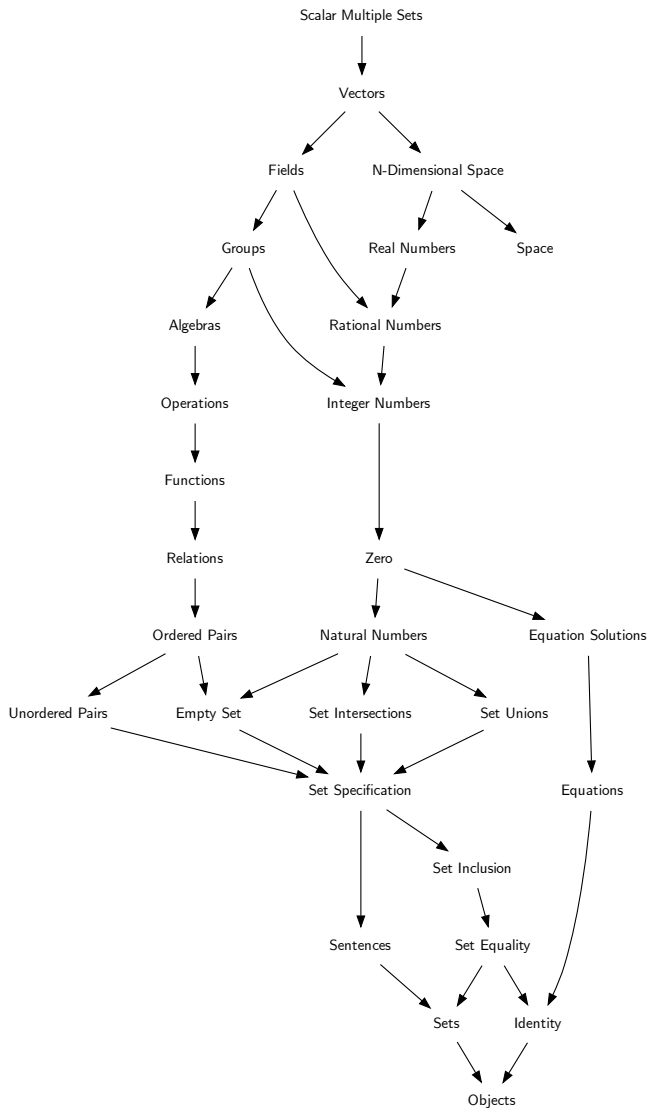 Scalar Multiple Sets
Vectors
Fields
N-Dimensional Space
Groups
Real Numbers
Space
Algebras
Rational Numbers
Operations
Integer Numbers
Functions
Relations
Zero
Ordered Pairs
Natural Numbers
Equation Solutions
Unordered Pairs
Empty Set
Set Intersections
Set Unions
Set Specification
Equations
Set Inclusion
Sentences
Set Equality
Sets
Identity
Objects